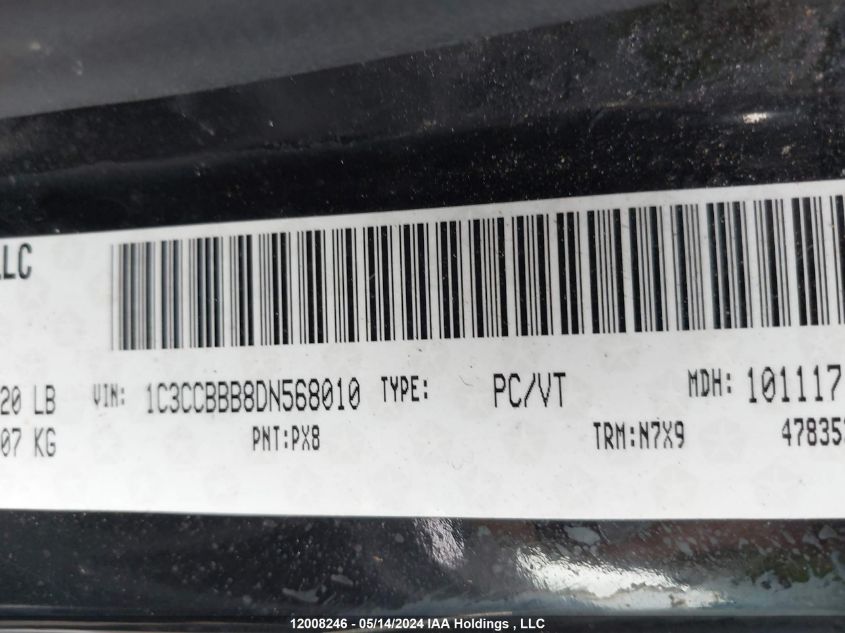 LLC
20 LB VIN: 1C3CCBBB8DN568010 TYPE: PC/VT MDH: 101117
07 KG PNT:PX8 TRM:N7X9 47835
12008246 - 05/14/2024 IAA Holdings , LLC